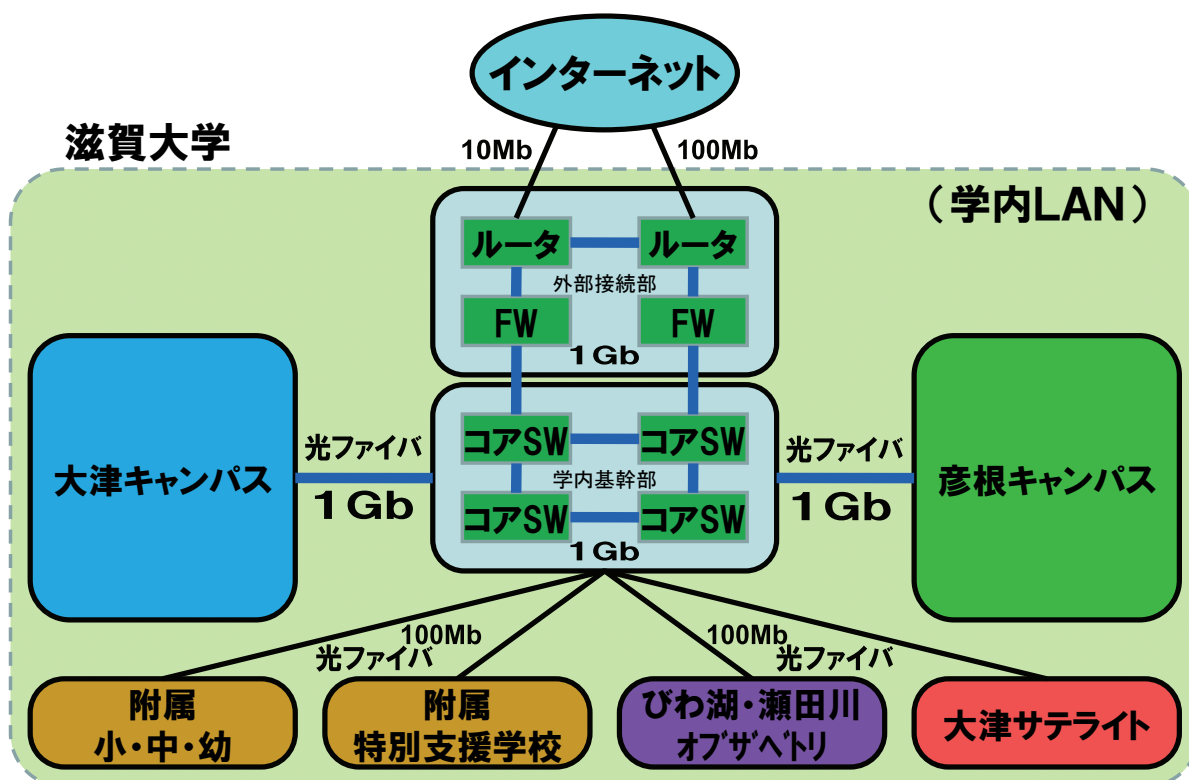 インターネット
滋賀大学
10Mb
100Mb
（学内LAN）
ルータ
ルータ
外部接続部
FW
FW
1Gb
コアSW
コアSW
光ファイバ
光ファイバ
大津キャンパス
学内基幹部
彦根キャンパス
1Gb
1Gb
コアSW
コアSW
1Gb
100Mb
光ファイバ
100Mb
光ファイバ
附属
小・中・幼
附属
特別支援学校
びわ湖・瀬田川
オブザベトリ
大津サテライト